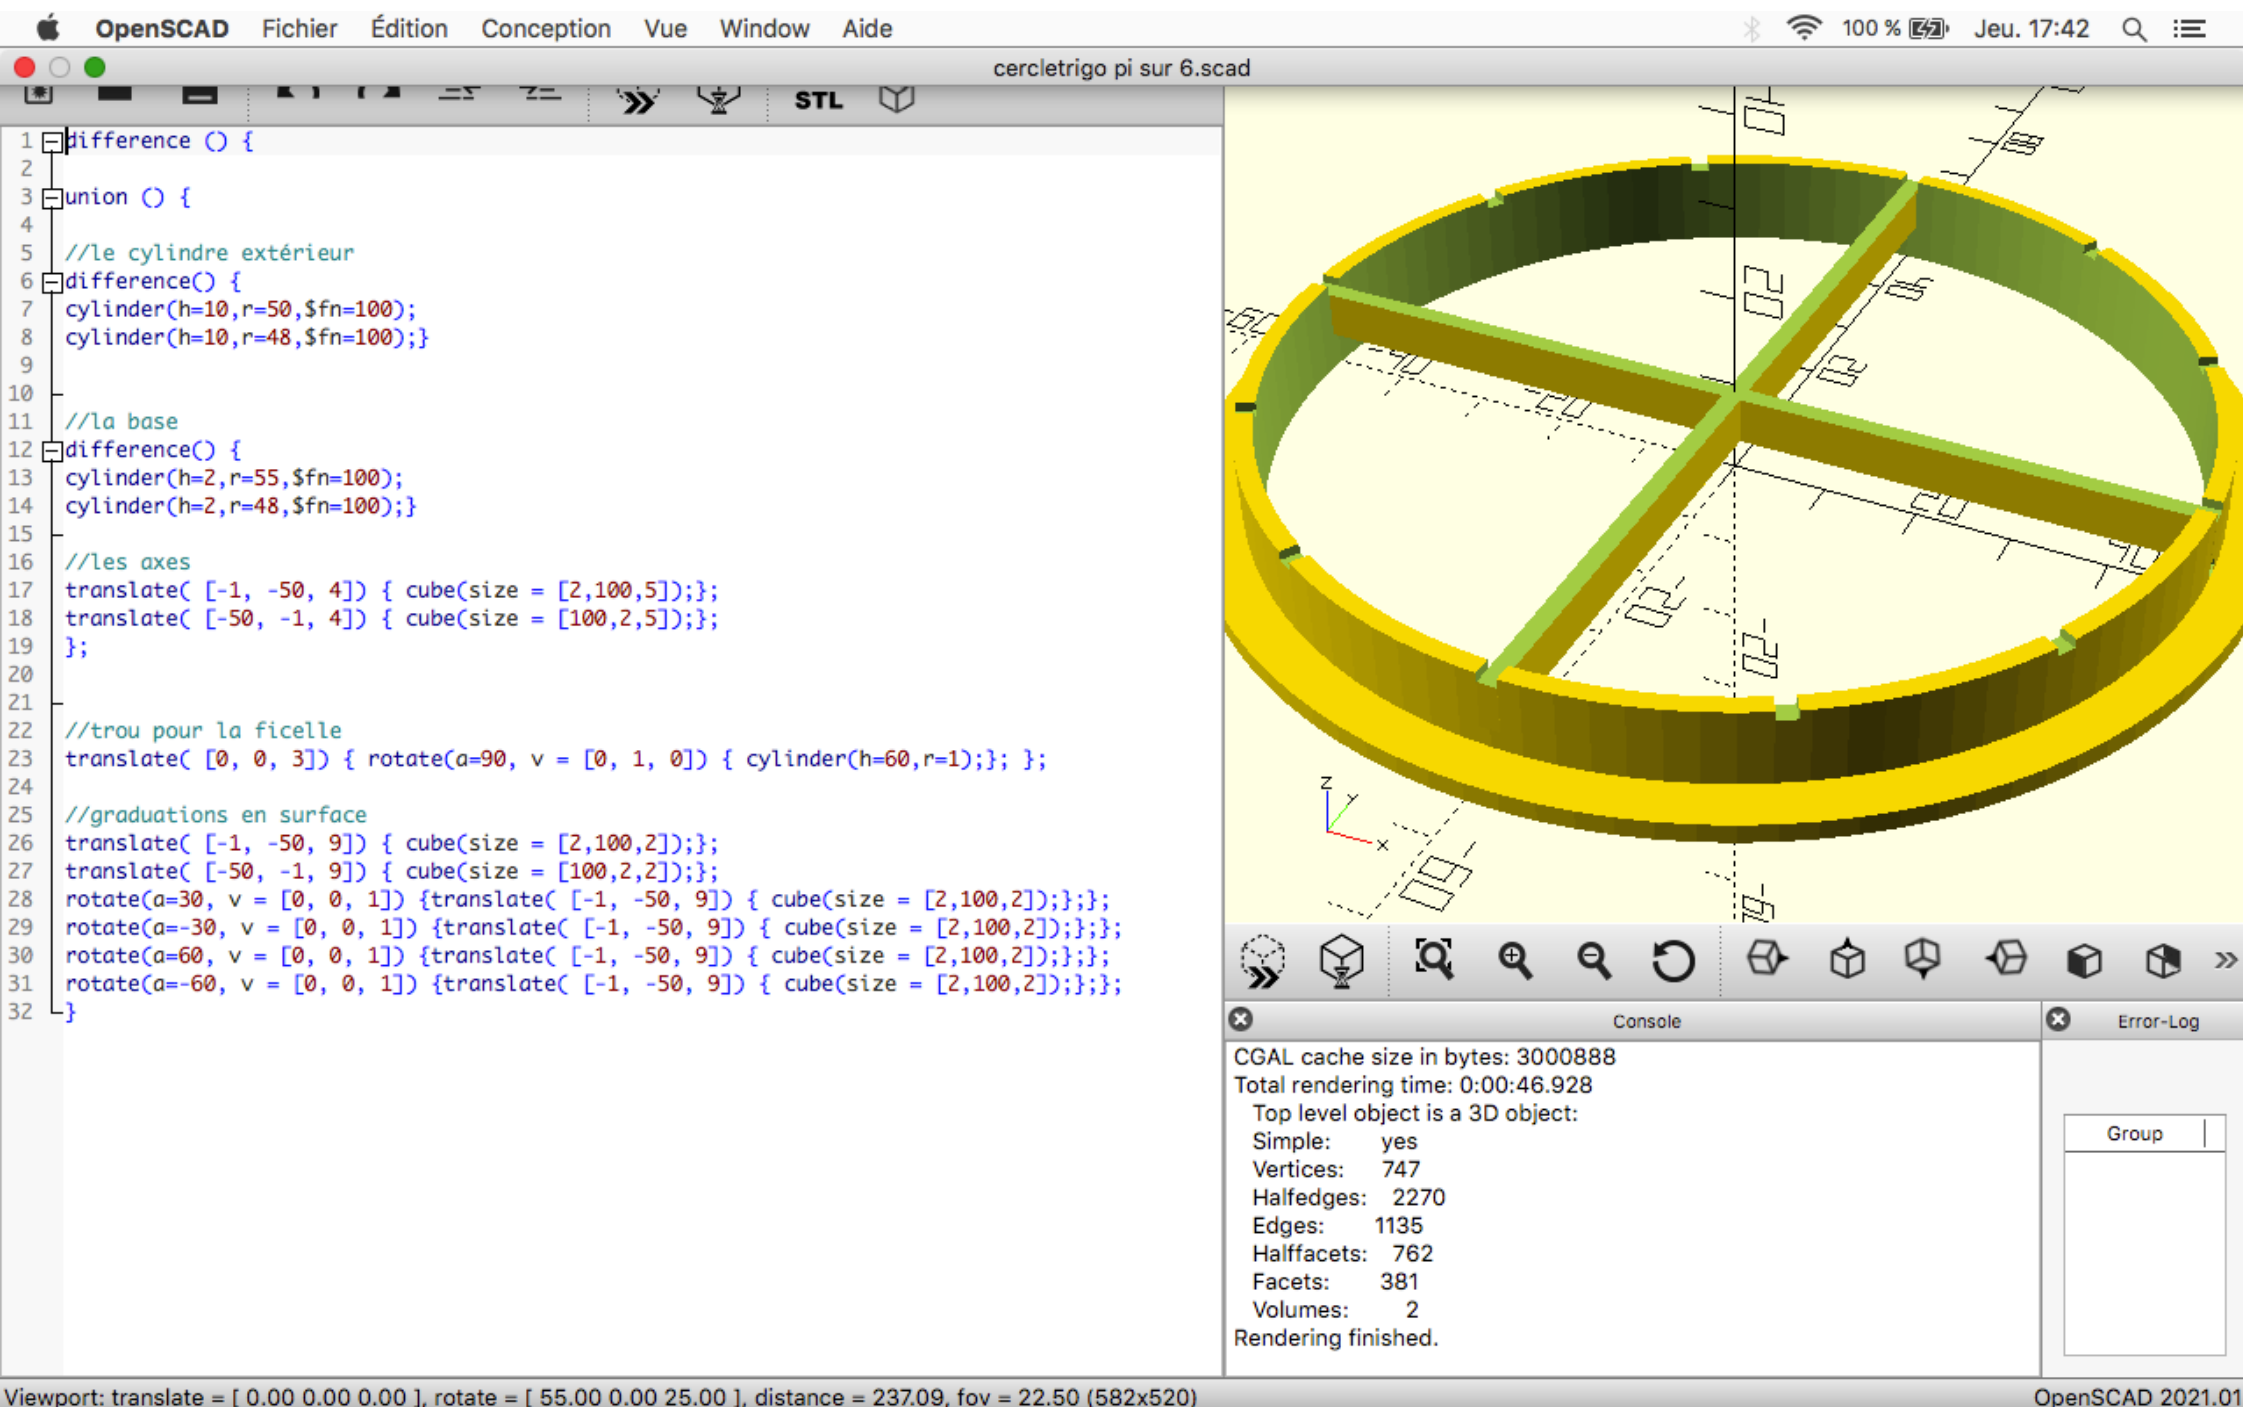 OpenSCAD Fichier Édition Conception Vue Window Aide 100 % Jeu. 17:42
cercletrigo pi sur 6.scad
STL
1 difference () {
2
3 union () {
4
5 //le cylindre extérieur
6 difference() {
7 cylinder(h=10,r=50,$fn=100);
8 cylinder(h=10,r=48,$fn=100);}
9
10
11 //la base
12 difference() {
13 cylinder(h=2,r=55,$fn=100);
14 cylinder(h=2,r=48,$fn=100);}
15
16 //les axes
17 translate( [-1, -50, 4]) { cube(size = [2,100,5]);};
18 translate( [-50, -1, 4]) { cube(size = [100,2,5]);};
19 };
20
21
22 //trou pour la ficelle
23 translate( [0, 0, 3]) { rotate(a=90, v = [0, 1, 0]) { cylinder(h=60,r=1);}; };
24
25 //graduations en surface
26 translate( [-1, -50, 9]) { cube(size = [2,100,2]);};
27 translate( [-50, -1, 9]) { cube(size = [100,2,2]);};
28 rotate(a=30, v = [0, 0, 1]) {translate( [-1, -50, 9]) { cube(size = [2,100,2]);};};
29 rotate(a=-30, v = [0, 0, 1]) {translate( [-1, -50, 9]) { cube(size = [2,100,2]);};};
30 rotate(a=60, v = [0, 0, 1]) {translate( [-1, -50, 9]) { cube(size = [2,100,2]);};};
31 rotate(a=-60, v = [0, 0, 1]) {translate( [-1, -50, 9]) { cube(size = [2,100,2]);};};
32 }
z
y
x
Console
Error-Log
CGAL cache size in bytes: 3000888
Total rendering time: 0:00:46.928
Top level object is a 3D object:
Simple: yes
Vertices: 747
Halfedges: 2270
Edges: 1135
Halffacets: 762
Facets: 381
Volumes: 2
Rendering finished.
Group
Viewport: translate = [ 0.00 0.00 0.00 ], rotate = [ 55.00 0.00 25.00 ], distance = 237.09, fov = 22.50 (582x520)
OpenSCAD 2021.01